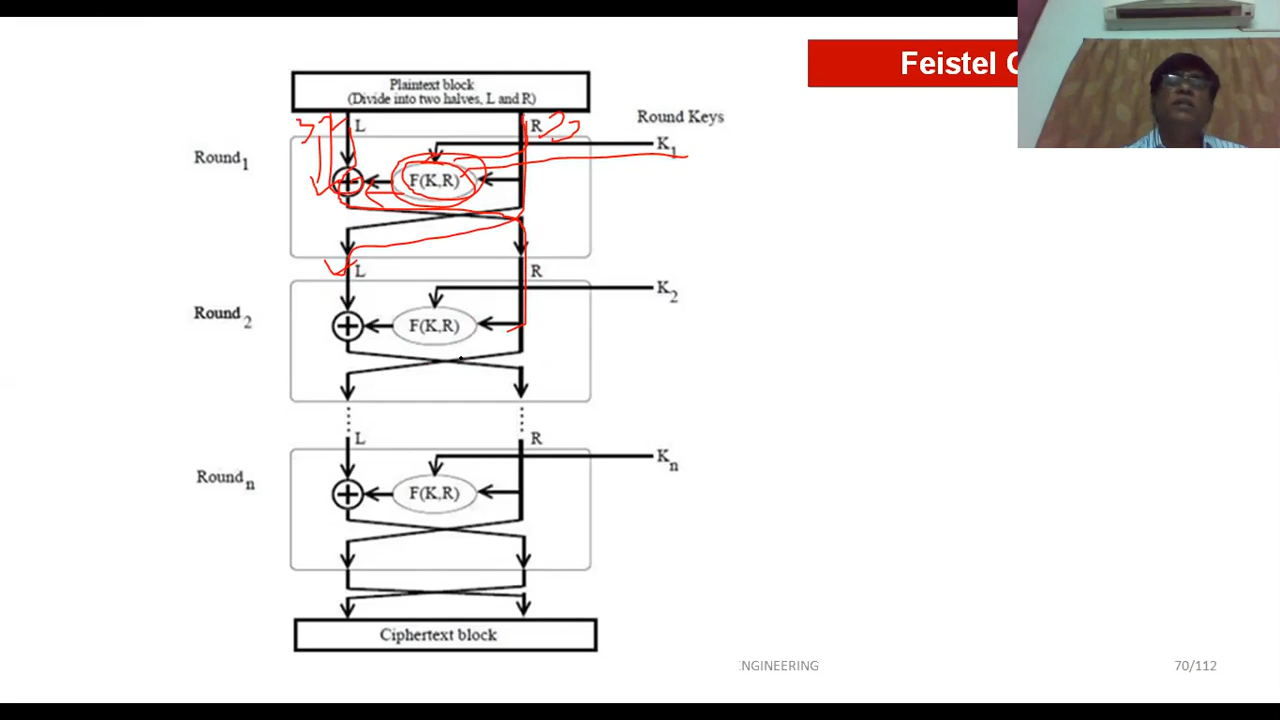 Feistel C
Plaintext block
(Divide into two halves, L and R)
Round Keys
L
R
K1
Round1
F(K,R)
L
R
K2
Round2
F(K,R)
L
R
Kn
Roundn
F(K,R)
Ciphertext block
:NGINEERING
70/112